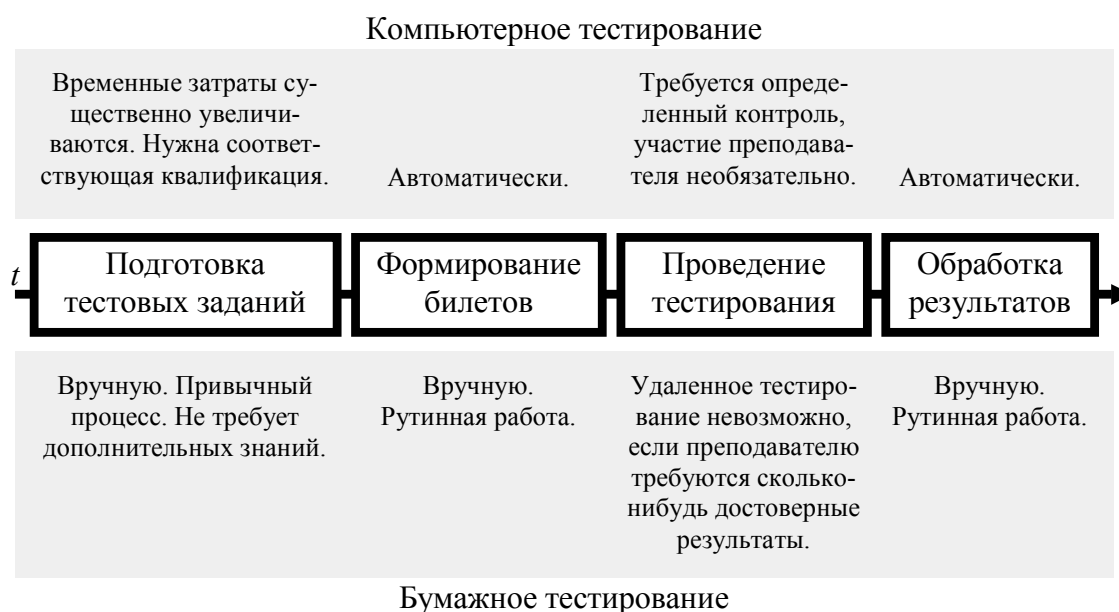 Компьютерное тестирование
Временные затраты су-
щественно увеличи-
ваются. Нужна соответ-
ствующая квалификация.
Автоматически.
Требуется опреде-
ленный контроль,
участие преподава-
теля необязательно.
Автоматически.
t
Подготовка
тестовых заданий
Формирование
билетов
Проведение
тестирования
Обработка
результатов
Вручную. Привычный
процесс. Не требует
дополнительных знаний.
Вручную.
Рутинная работа.
Удаленное тестиро-
вание невозможно,
если преподавателю
требуются сколько-
нибудь достоверные
результаты.
Вручную.
Рутинная работа.
Бумажное тестирование